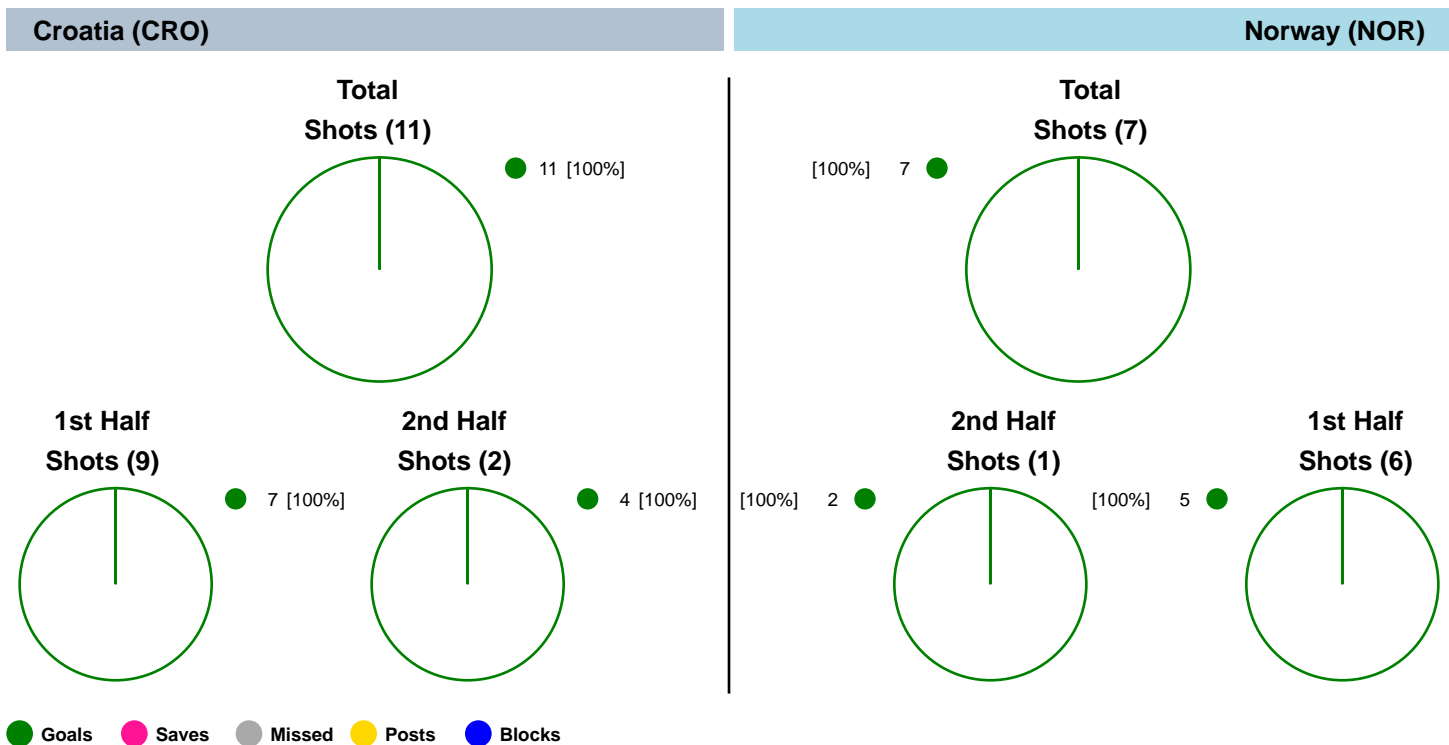 Croatia (CRO)
Norway (NOR)
Total
Shots (11)
11 [100%]
1st Half
Shots (9)
7 [100%]
2nd Half
Shots (2)
4 [100%]
Total
Shots (7)
[100%] 7
2nd Half
Shots (1)
[100%] 2
1st Half
Shots (6)
[100%] 5
Goals Saves Missed Posts Blocks